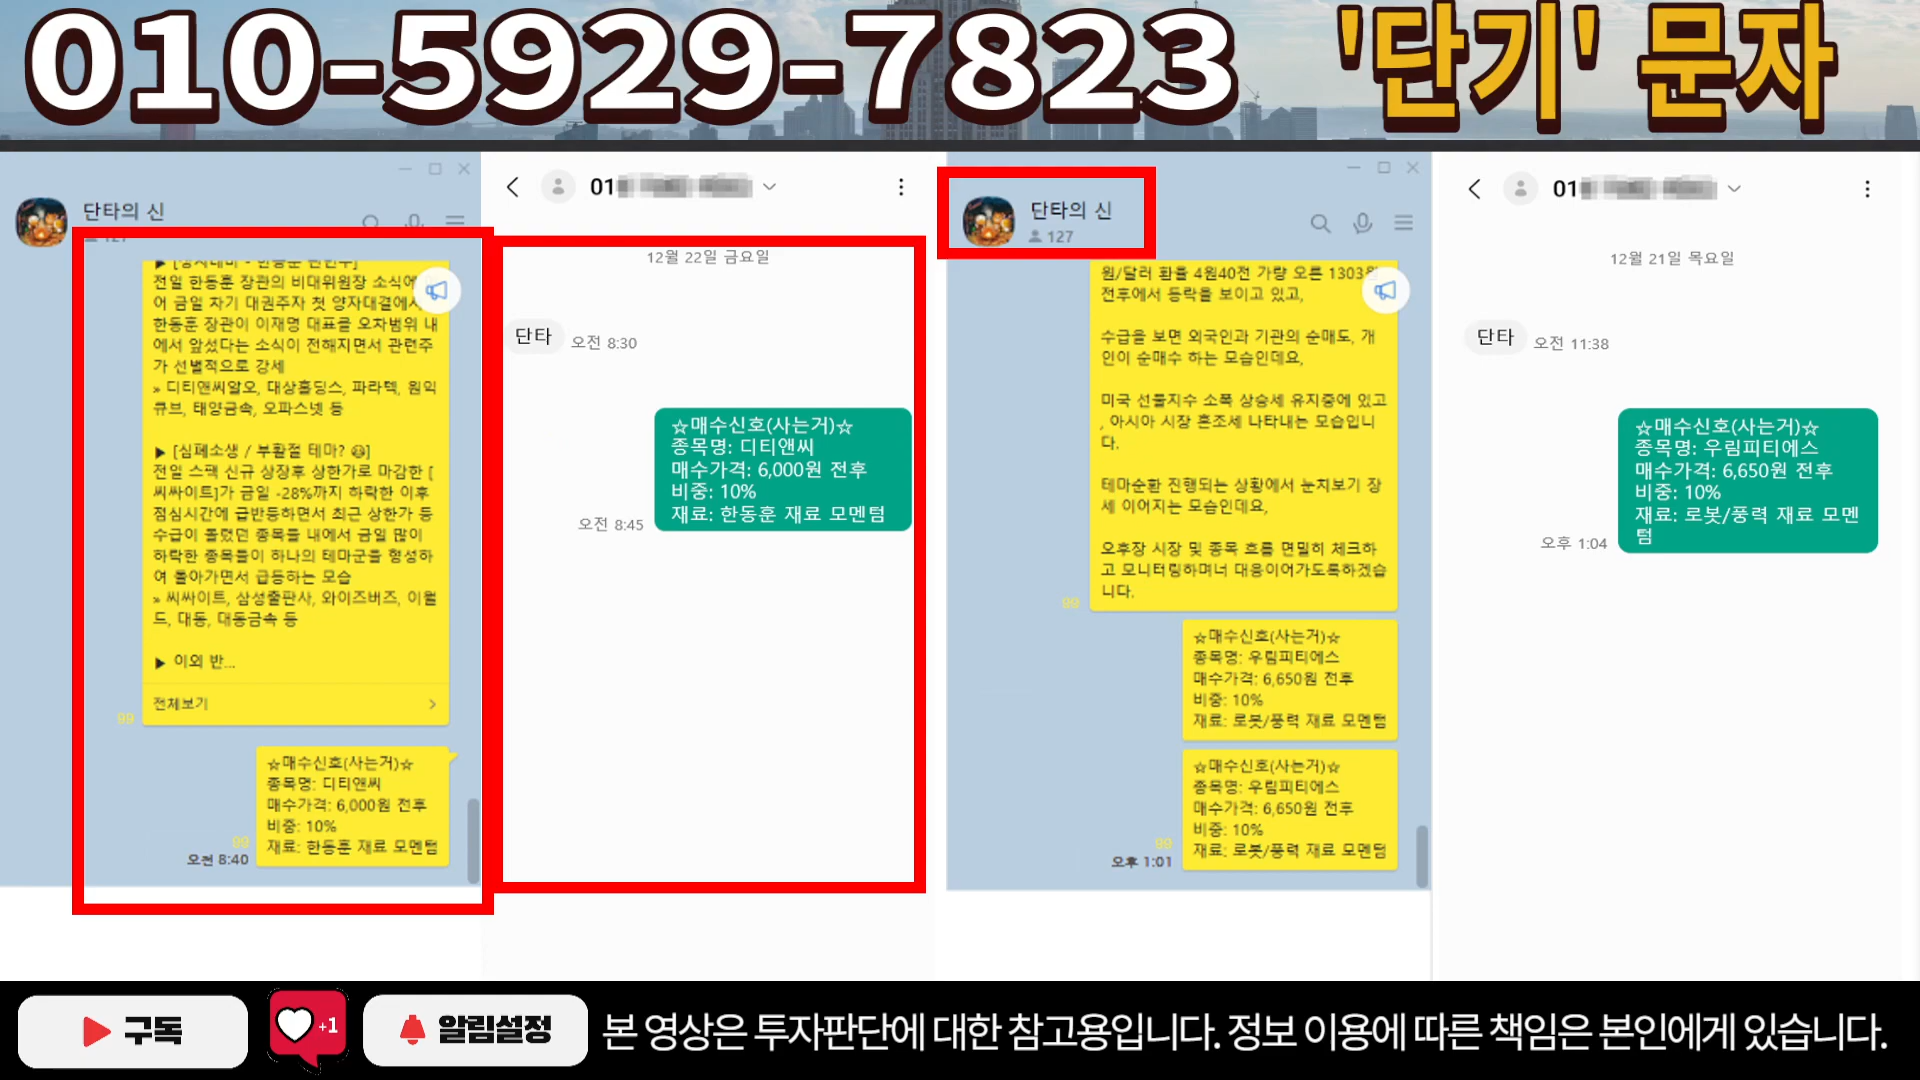 010-5929-7823 '단기' 문자
단타의 신
127
전일 한동훈 장관의 비대위원장 소식에
어 금일 차기 대권주자 첫 양자대결에서
한동훈 장관이 이재명 대표를 오차범위 내
에서 앞섰다는 소식이 전해지면서 관련주
가 선별적으로 강세
» 디티앤씨알오, 대상홀딩스, 파라텍, 원익
큐브, 태양금속, 오파스넷 등
▶ [심폐소생 / 부활절 테마? 😂]
전일 스팩 신규 상장후 상한가로 마감한 [
씨싸이트]가 금일 -28%까지 하락한 이후
점심시간에 급반등하면서 최근 상한가 등
수급이 몰렸던 종목들 내에서 금일 많이
하락한 종목들이 하나의 테마군을 형성하
여 돌아가면서 급등하는 모습
» 씨싸이트, 삼성출판사, 와이즈버즈, 이월
드, 대동, 대동금속 등
▶ 이외 반...
전체보기
99
☆매수신호(사는거)☆
종목명: 디티앤씨
매수가격: 6,000원 전후
비중: 10%
재료: 한동훈 재료 모멘텀
99
오전 8:40
01
12월 22일 금요일
단타 오전 8:30
☆매수신호(사는거)☆
종목명: 디티앤씨
매수가격: 6,000원 전후
비중: 10%
재료: 한동훈 재료 모멘텀
오전 8:45
단타의 신
127
원/달러 환율 4원40전 가량 오른 1303원
전후에서 등락을 보이고 있고,
수급을 보면 외국인과 기관의 순매도, 개
인이 순매수 하는 모습인데요,
미국 선물지수 소폭 상승세 유지중에 있고
, 아시아 시장 혼조세 나타내는 모습입니
다.
테마순환 진행되는 상황에서 눈치보기 장
세 이어지는 모습인데요,
오후장 시장 및 종목 흐름 면밀히 체크하
고 모니터링하며너 대응이어가도록하겠습
니다.
99
☆매수신호(사는거)☆
종목명: 우림피티에스
매수가격: 6,650원 전후
비중: 10%
재료: 로봇/풍력 재료 모멘텀
☆매수신호(사는거)☆
종목명: 우림피티에스
매수가격: 6,650원 전후
비중: 10%
재료: 로봇/풍력 재료 모멘텀
99
오후 1:01
01
12월 21일 목요일
단타 오전 11:38
☆매수신호(사는거)☆
종목명: 우림피티에스
매수가격: 6,650원 전후
비중: 10%
재료: 로봇/풍력 재료 모멘
텀
오후 1:04
구독
+1
알림설정
본 영상은 투자판단에 대한 참고용입니다. 정보 이용에 따른 책임은 본인에게 있습니다.